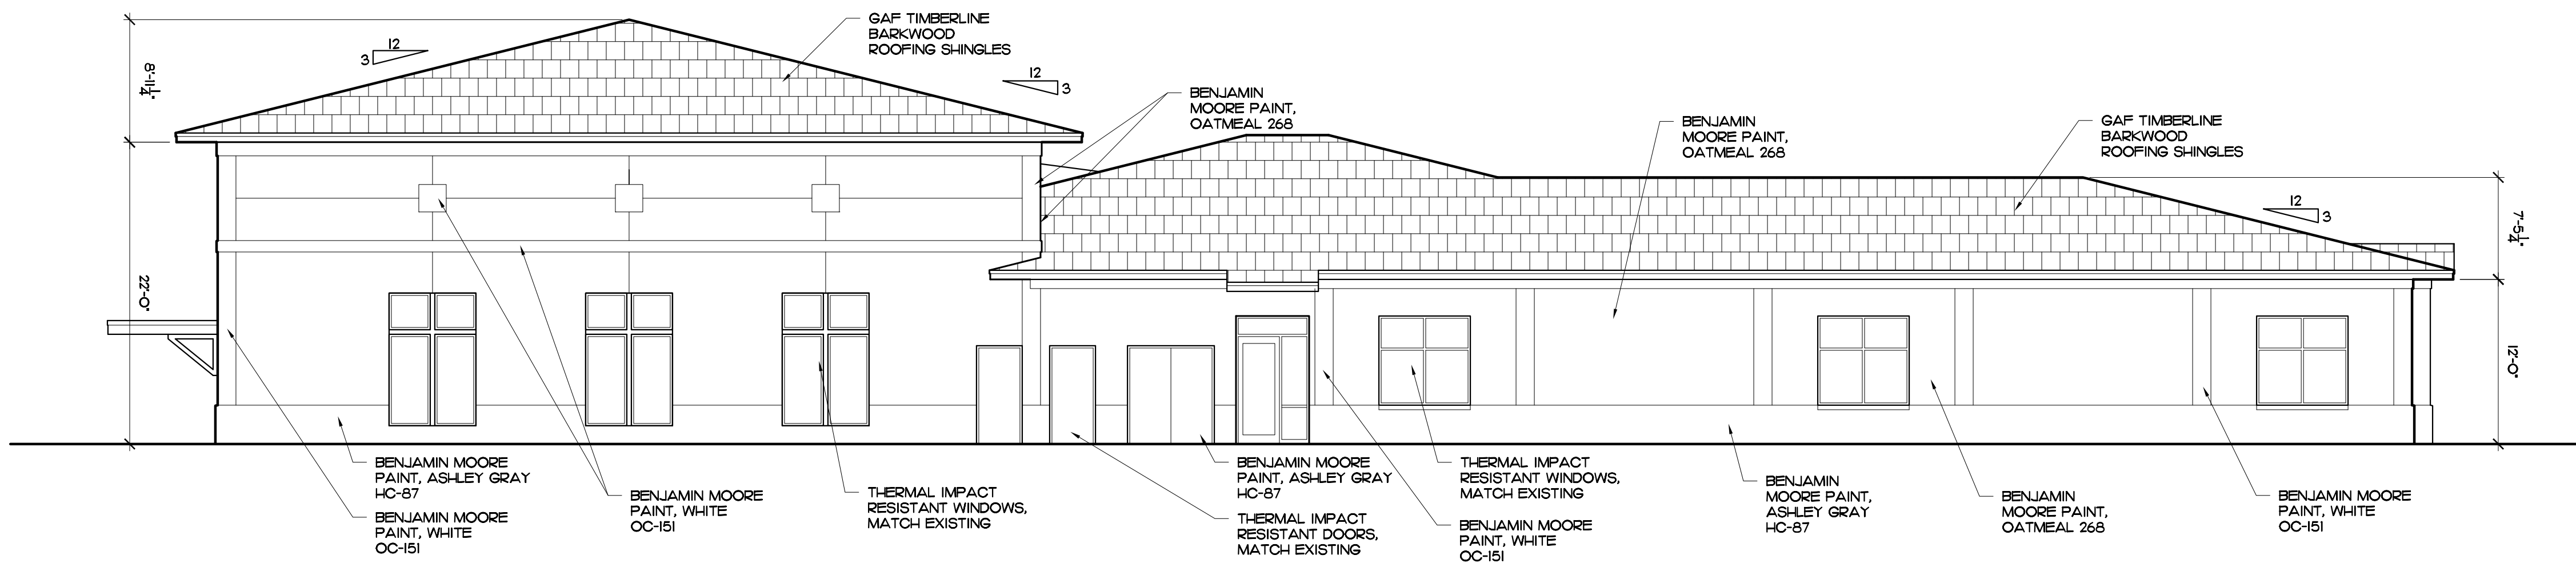 GAF TIMBERLINE
BARKWOOD
ROOFING SHINGLES
12
3
12
3
8'-11 1/4"
BENJAMIN
MOORE PAINT,
OATMEAL 268
BENJAMIN
MOORE PAINT,
OATMEAL 268
GAF TIMBERLINE
BARKWOOD
ROOFING SHINGLES
12
3
7'-5 1/4"
22'-0"
12'-0"
BENJAMIN MOORE
PAINT, ASHLEY GRAY
HC-87
BENJAMIN MOORE
PAINT, WHITE
OC-151
BENJAMIN MOORE
PAINT, WHITE
OC-151
THERMAL IMPACT
RESISTANT WINDOWS,
MATCH EXISTING
BENJAMIN MOORE
PAINT, ASHLEY GRAY
HC-87
THERMAL IMPACT
RESISTANT DOORS,
MATCH EXISTING
THERMAL IMPACT
RESISTANT WINDOWS,
MATCH EXISTING
BENJAMIN MOORE
PAINT, WHITE
OC-151
BENJAMIN
MOORE PAINT,
ASHLEY GRAY
HC-87
BENJAMIN
MOORE PAINT,
OATMEAL 268
BENJAMIN MOORE
PAINT, WHITE
OC-151